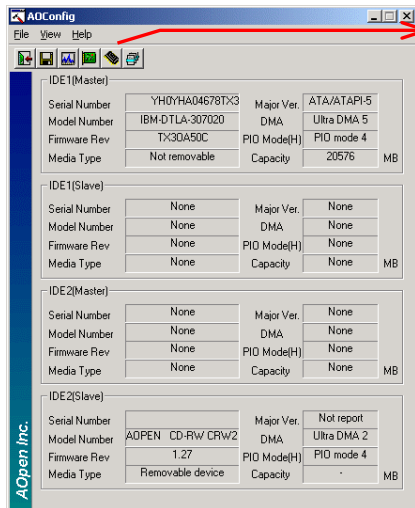 AOConfig
File View Help
IDE1(Master)
Serial Number YH0YHA04678TX3 Major Ver. ATA/ATAPI-5
Model Number IBM-DTLA-307020 DMA Ultra DMA 5
Firmware Rev TX3OA50C PIO Mode(H) PIO mode 4
Media Type Not removable Capacity 20576 MB
IDE1(Slave)
Serial Number None Major Ver. None
Model Number None DMA None
Firmware Rev None PIO Mode(H) None
Media Type None Capacity None MB
IDE2(Master)
Serial Number None Major Ver. None
Model Number None DMA None
Firmware Rev None PIO Mode(H) None
Media Type None Capacity None MB
IDE2(Slave)
Serial Number Major Ver. Not report
Model Number AOPEN CD-RW CRW2 DMA Ultra DMA 2
Firmware Rev 1.27 PIO Mode(H) PIO mode 4
Media Type Removable device Capacity - MB
AOpen Inc.